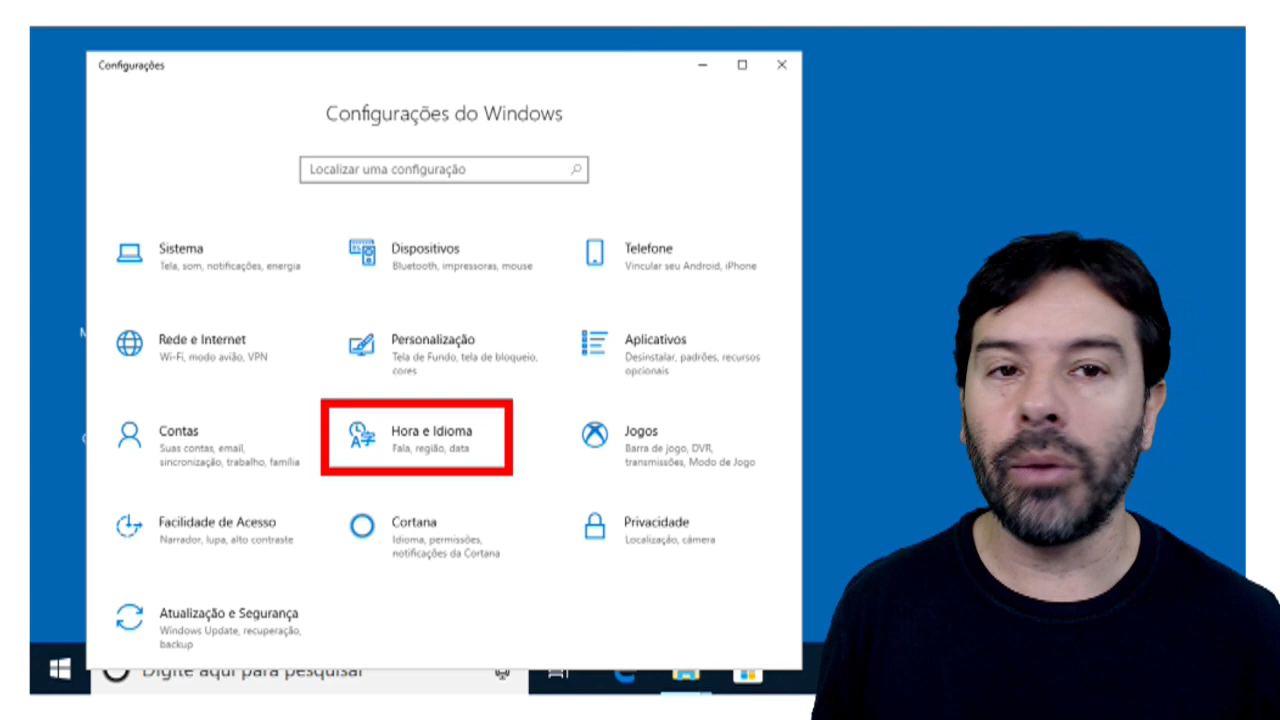 Configurações
Configurações do Windows
Localizar uma configuração
Sistema
Tela, som, notificações, energia
Dispositivos
Bluetooth, impressoras, mouse
Telefone
Vincular seu Android, iPhone
Rede e Internet
Wi-Fi, modo avião, VPN
Personalização
Tela de Fundo, tela de bloqueio,
cores
Aplicativos
Desinstalar, padrões, recursos
opcionais
Contas
Suas contas, email,
sincronização, trabalho, família
Hora e Idioma
Fala, região, data
Jogos
Barra de jogo, DVR,
transmissões, Modo de Jogo
Facilidade de Acesso
Narrador, lupa, alto contraste
Cortana
Idioma, permissões,
notificações da Cortana
Privacidade
Localização, câmera
Atualização e Segurança
Windows Update, recuperação,
backup
Digite aqui para pesquisar